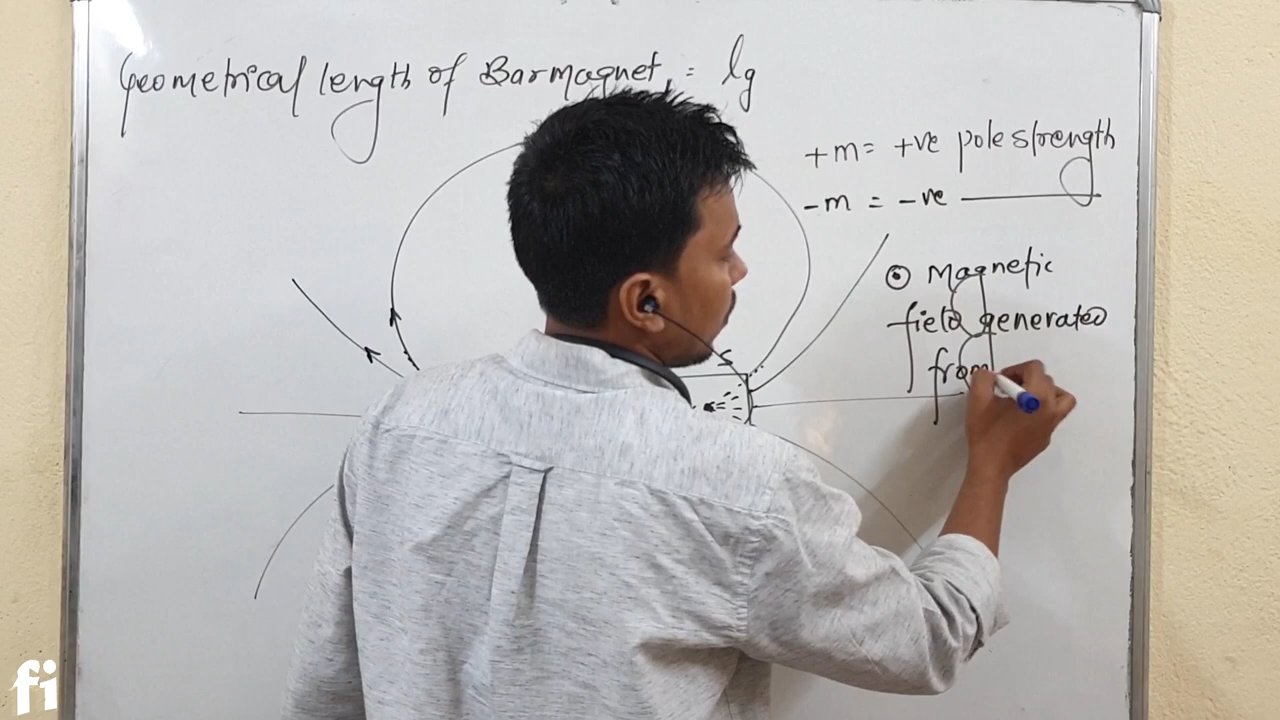 Geometrical length of Barmagnet = lg
+m= +ve pole strength
-m = -ve
Magnetic
field generated
from
S
fi